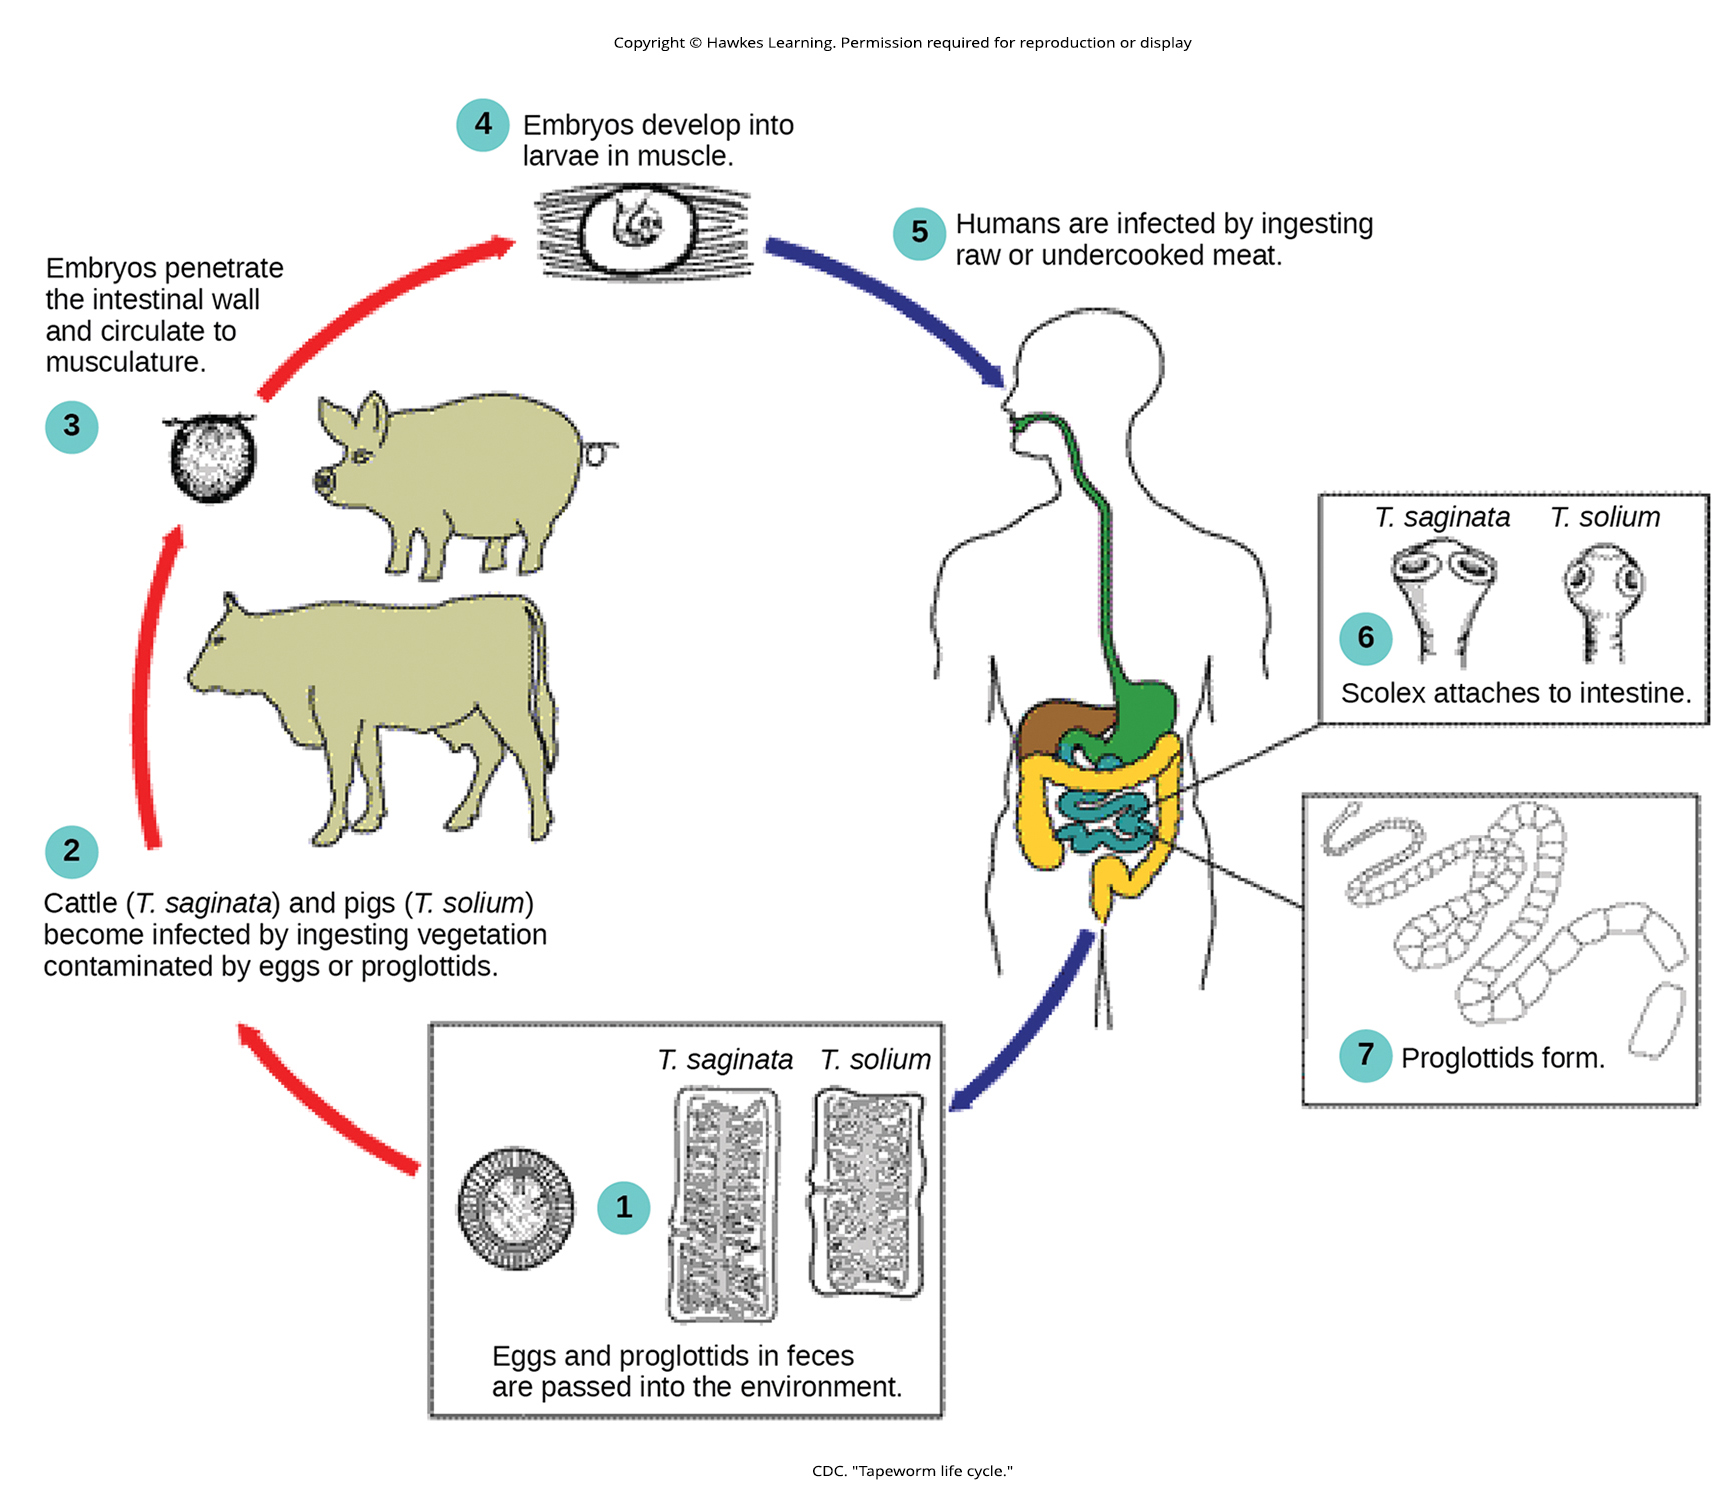 Copyright © Hawkes Learning. Permission required for reproduction or display
4
Embryos develop into
larvae in muscle.
5
Humans are infected by ingesting
raw or undercooked meat.
Embryos penetrate
the intestinal wall
and circulate to
musculature.
3
T. saginata T. solium
6
Scolex attaches to intestine.
2
Cattle (T. saginata) and pigs (T. solium)
become infected by ingesting vegetation
contaminated by eggs or proglottids.
7 Proglottids form.
T. saginata T. solium
1
Eggs and proglottids in feces
are passed into the environment.
CDC. "Tapeworm life cycle."